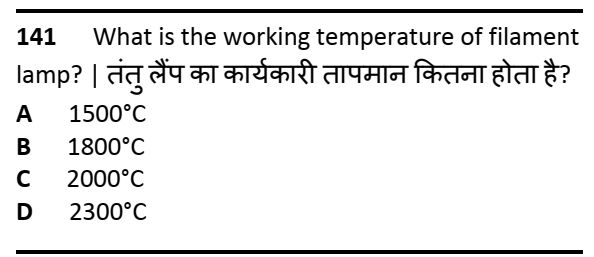 141 What is the working temperature of filament
lamp? | तंतु लैंप का कार्यकारी तापमान कितना होता है?
A 1500°C
B 1800°C
C 2000°C
D 2300°C